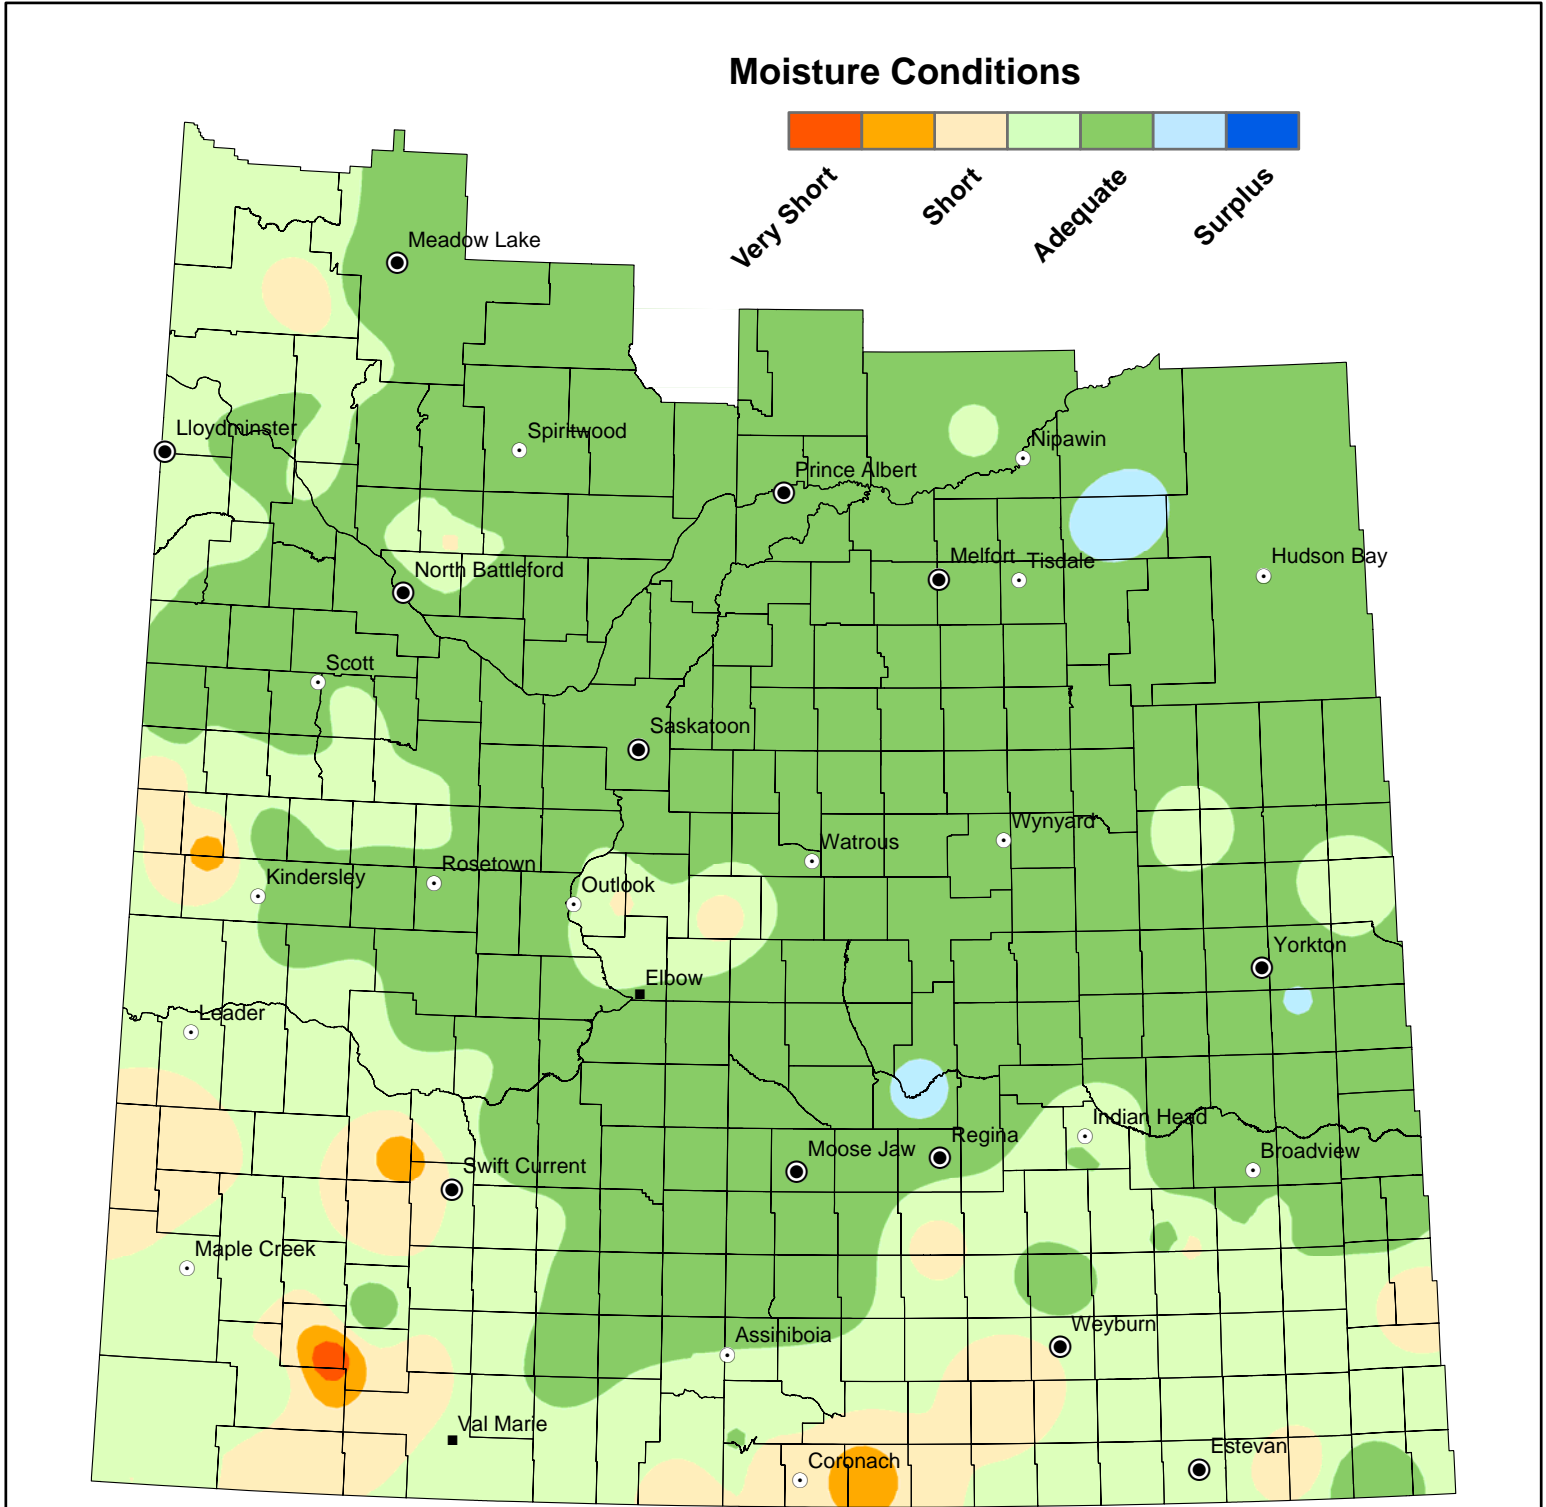 Moisture Conditions
Very Short
Short
Adequate
Surplus
Meadow Lake
Lloydminster
Spiritwood
Nipawin
Prince Albert
Melfort
Tisdale
Hudson Bay
North Battleford
Scott
Saskatoon
Wynyard
Watrous
Rosetown
Kindersley
Outlook
Yorkton
Elbow
Leader
Indian Head
Regina
Moose Jaw
Broadview
Swift Current
Maple Creek
Weyburn
Assiniboia
Val Marie
Estevan
Coronach